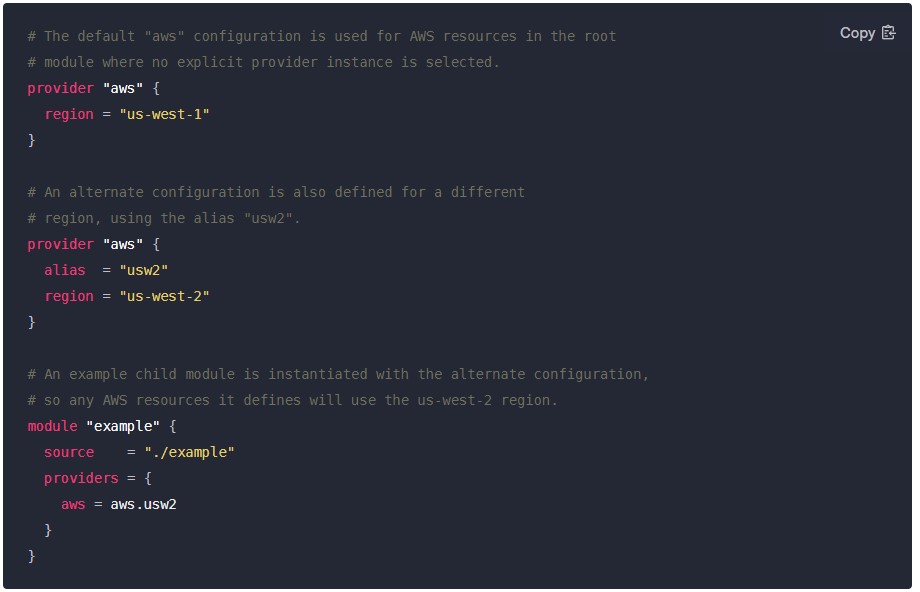 Copy
# The default "aws" configuration is used for AWS resources in the root
# module where no explicit provider instance is selected.
provider "aws" {
  region = "us-west-1"
}

# An alternate configuration is also defined for a different
# region, using the alias "usw2".
provider "aws" {
  alias  = "usw2"
  region = "us-west-2"
}

# An example child module is instantiated with the alternate configuration,
# so any AWS resources it defines will use the us-west-2 region.
module "example" {
  source    = "./example"
  providers = {
    aws = aws.usw2
  }
}